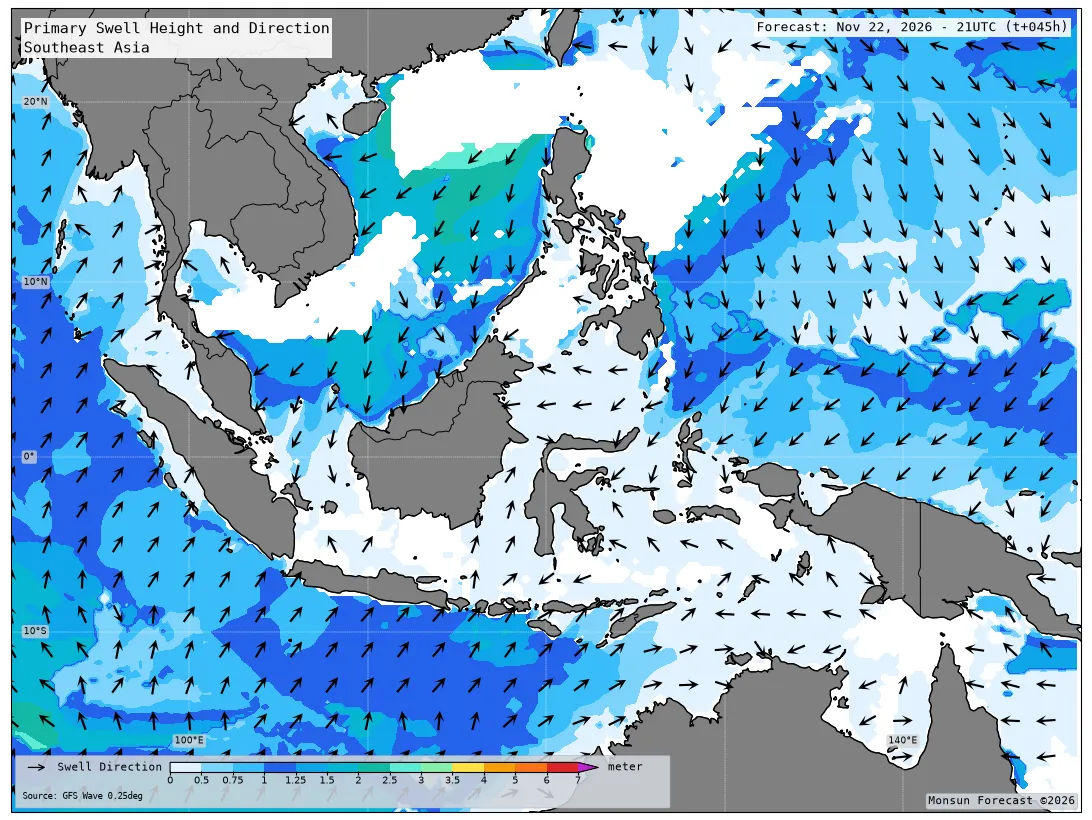 Primary Swell Height and Direction
Southeast Asia
Forecast: Nov 22, 2026 - 21UTC (t+045h)
20°N
10°N
0°
10°S
100°E
140°E
Swell Direction
0 0.5 0.75 1 1.25 1.5 2 2.5 3 3.5 4 5 6 7
meter
Source: GFS Wave 0.25deg
Monsun Forecast ©2026